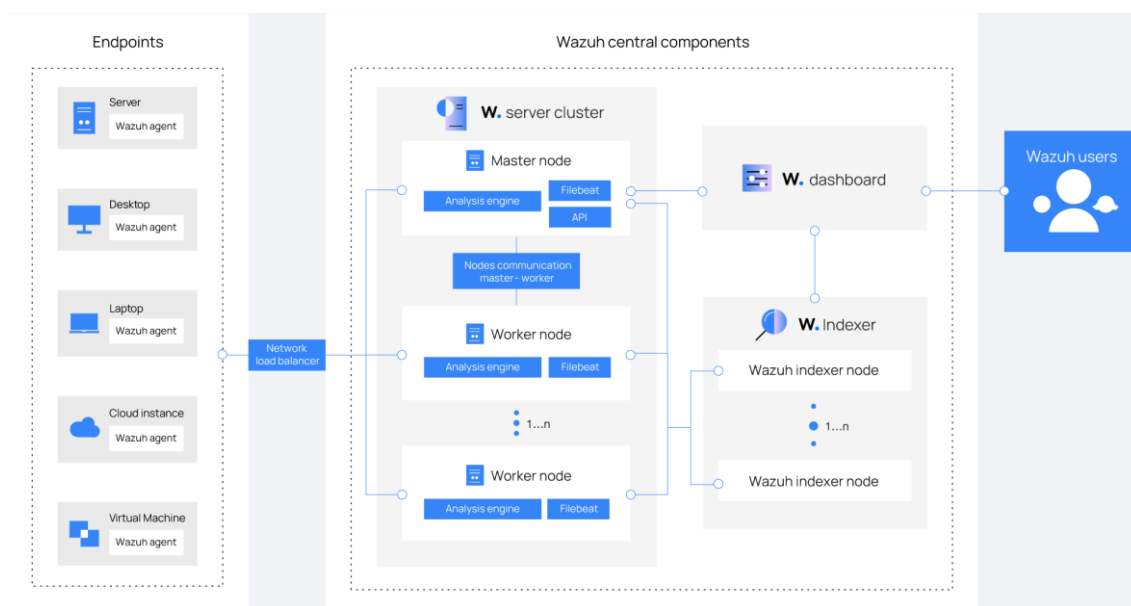 Endpoints
Server
Wazuh agent
Desktop
Wazuh agent
Laptop
Wazuh agent
Cloud instance
Wazuh agent
Virtual Machine
Wazuh agent
Network
load balancer
Wazuh central components
W. server cluster
Master node
Analysis engine
Filebeat
API
Nodes communication
master - worker
Worker node
Analysis engine
Filebeat
1...n
Worker node
Analysis engine
Filebeat
W. dashboard
W. Indexer
Wazuh indexer node
1...n
Wazuh indexer node
Wazuh users